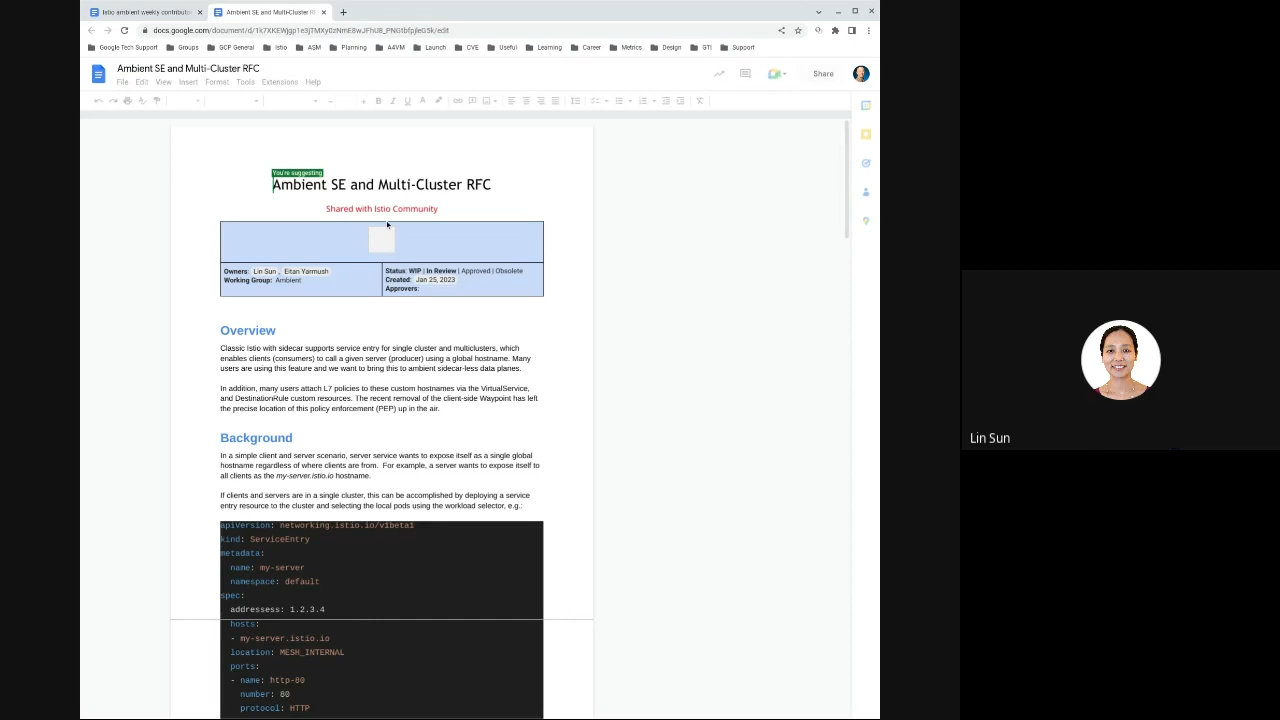 Istio ambient weekly contributor
Ambient SE and Multi-Cluster R
docs.google.com
Google Tech Support Groups GCP General Istio ASM Planning A4VM Launch CVE Useful Learning Career Metrics Design GTI Support
Ambient SE and Multi-Cluster RFC
File Edit View Insert Format Tools Extensions Help
Share
You're suggesting
Ambient SE and Multi-Cluster RFC
Shared with Istio Community
Owners: Lin Sun , Eitan Yarmush
Working Group: Ambient
Status: WIP | In Review | Approved | Obsolete
Created: Jan 25, 2023
Approvers:
Overview
Classic Istio with sidecar supports service entry for single cluster and multiclusters, which
enables clients (consumers) to call a given server (producer) using a global hostname. Many
users are using this feature and we want to bring this to ambient sidecar-less data planes.
In addition, many users attach L7 policies to these custom hostnames via the VirtualService,
and DestinationRule custom resources. The recent removal of the client-side Waypoint has left
the precise location of this policy enforcement (PEP) up in the air.
Background
In a simple client and server scenario, server service wants to expose itself as a single global
hostname regardless of where clients are from. For example, a server wants to expose itself to
all clients as the my-server.istio.io hostname.
If clients and servers are in a single cluster, this can be accomplished by deploying a service
entry resource to the cluster and selecting the local pods using the workload selector, e.g.:
apiVersion: networking.istio.io/v1beta1
kind: ServiceEntry
metadata:
name: my-server
namespace: default
spec:
addressess: 1.2.3.4
hosts:
- my-server.istio.io
location: MESH_INTERNAL
ports:
- name: http-80
number: 80
protocol: HTTP
Lin Sun